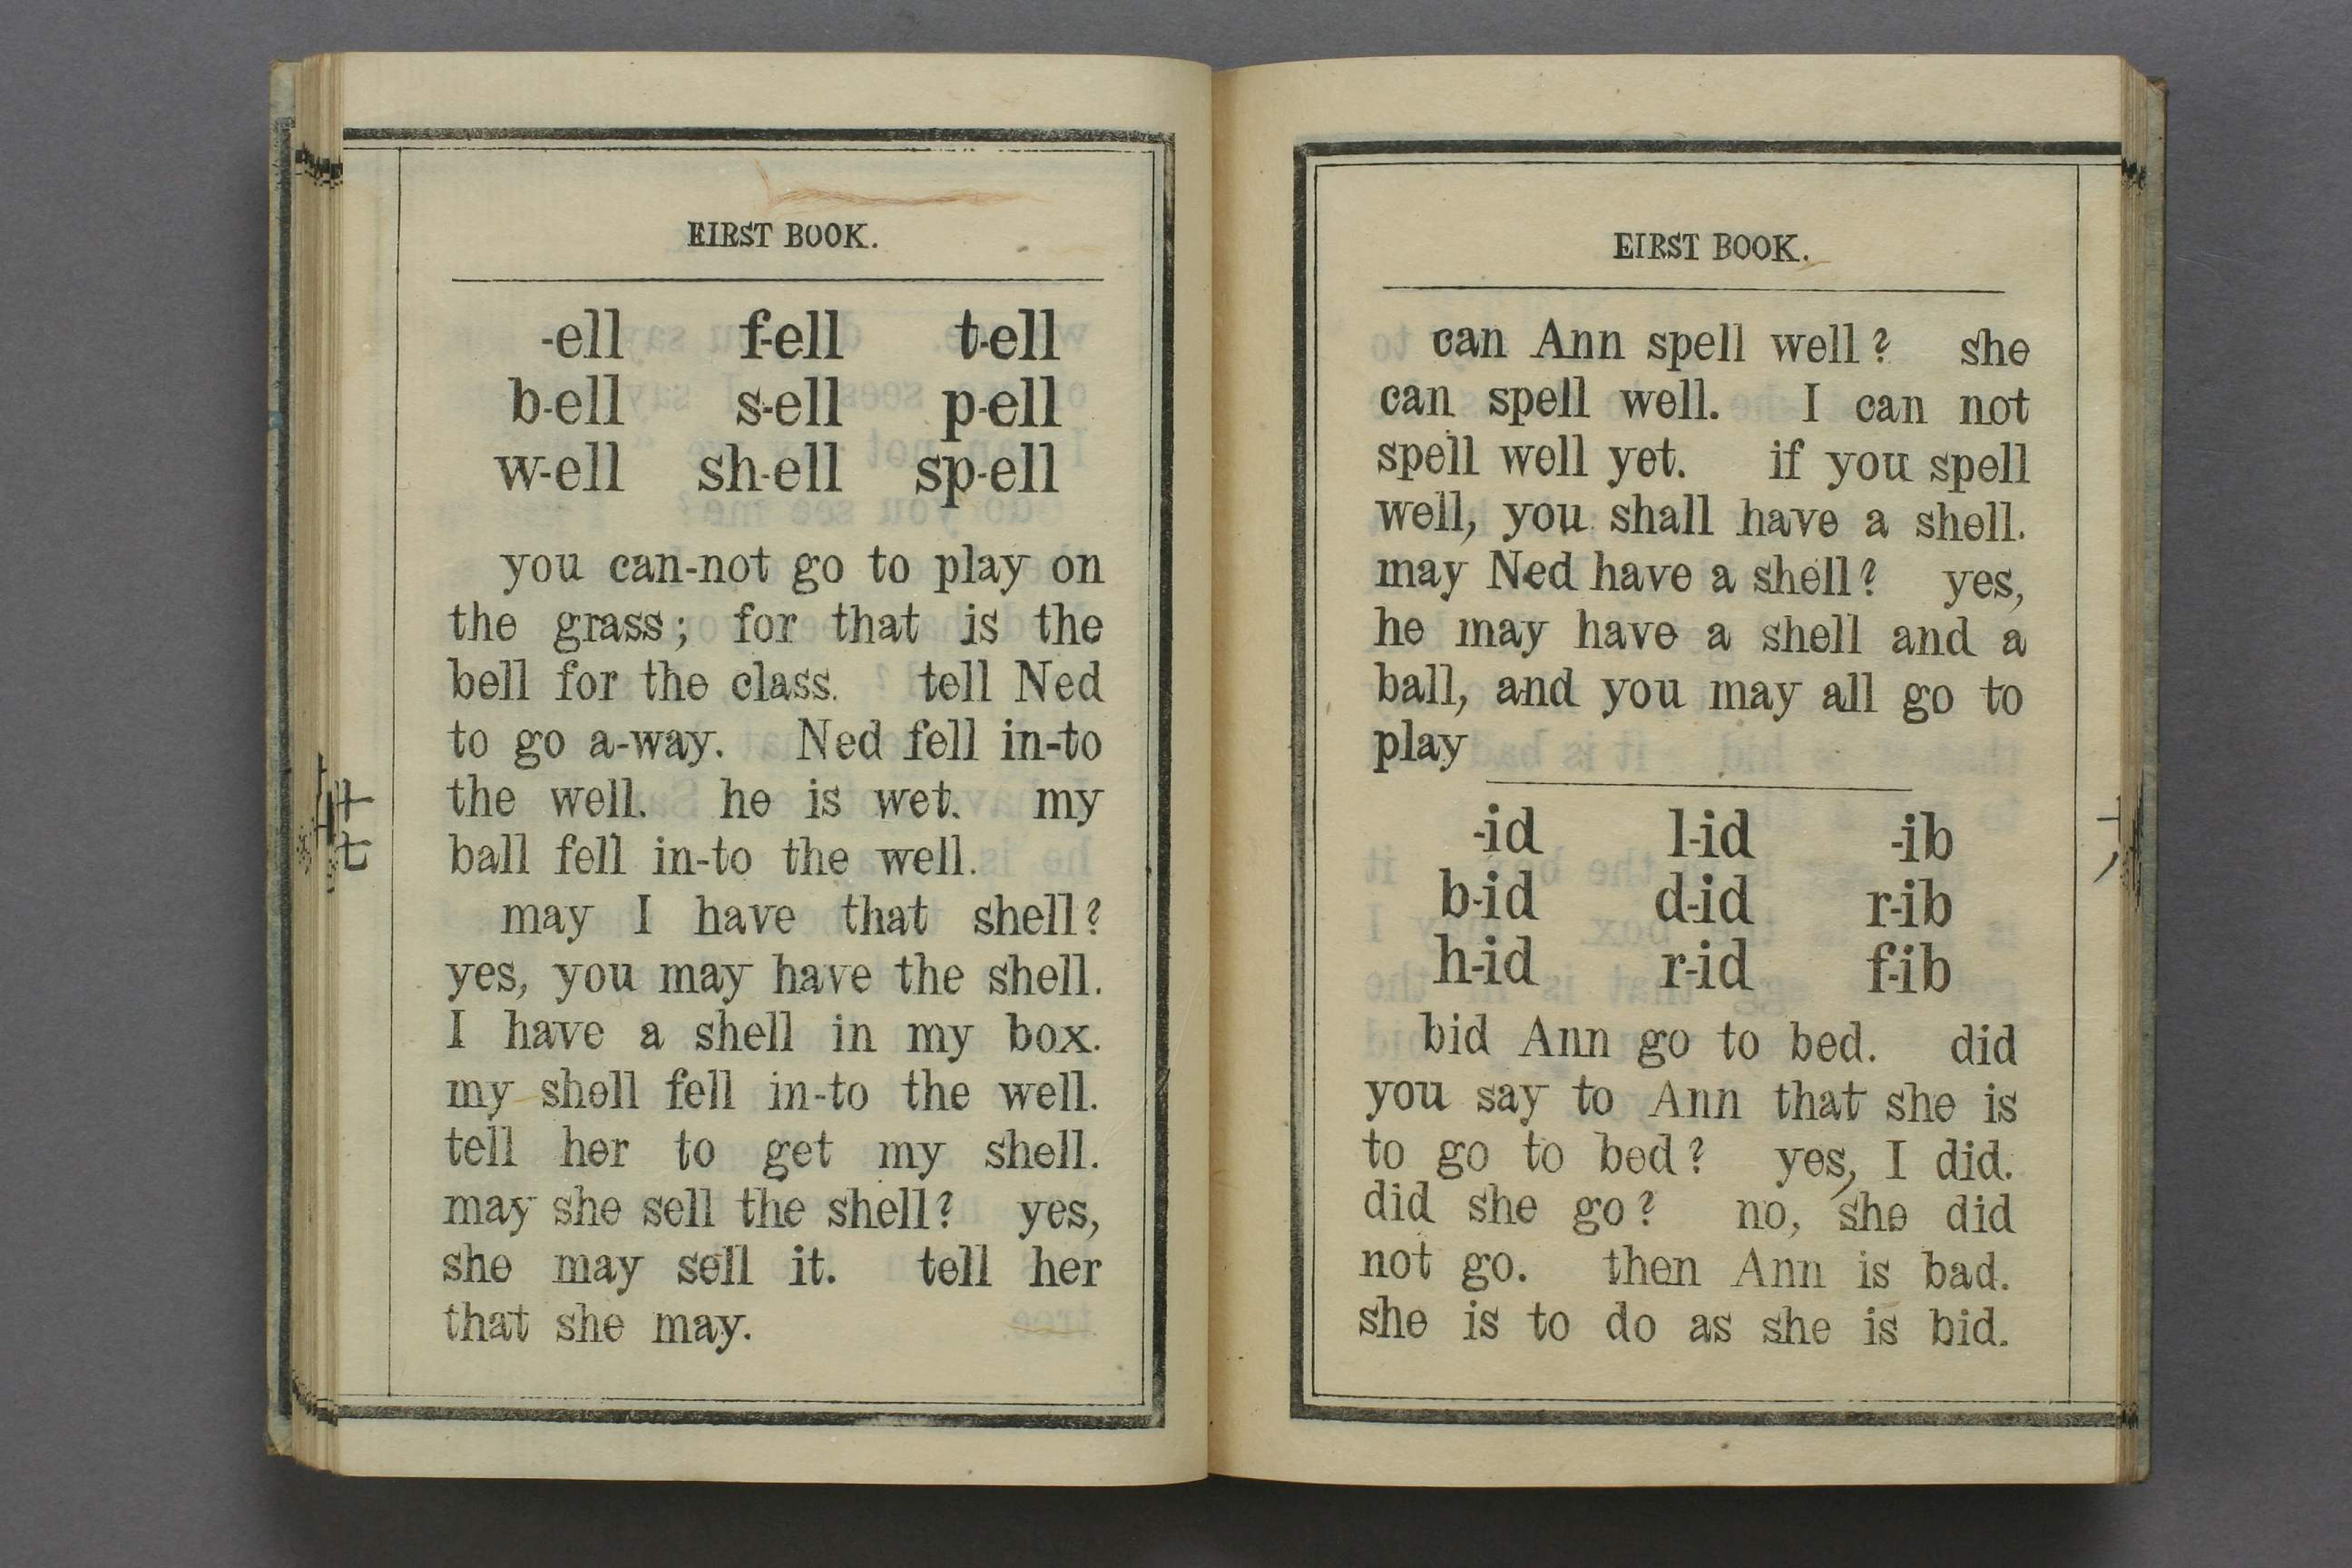 EIRST BOOK.
-ell f-ell t-ell
b-ell s-ell p-ell
w-ell sh-ell sp-ell
you can-not go to play on
the grass; for that is the
bell for the class. tell Ned
to go a-way. Ned fell in-to
the well. he is wet. my
ball fell in-to the well.
may I have that shell?
yes, you may have the shell.
I have a shell in my box.
my shell fell in-to the well.
tell her to get my shell.
may she sell the shell? yes,
she may sell it. tell her
that she may.
EIRST BOOK.
can Ann spell well? she
can spell well. I can not
spell well yet. if you spell
well, you shall have a shell.
may Ned have a shell? yes,
he may have a shell and a
ball, and you may all go to
play
-id l-id -ib
b-id d-id r-ib
h-id r-id f-ib
bid Ann go to bed. did
you say to Ann that she is
to go to bed? yes, I did.
did she go? no, she did
not go. then Ann is bad.
she is to do as she is bid.